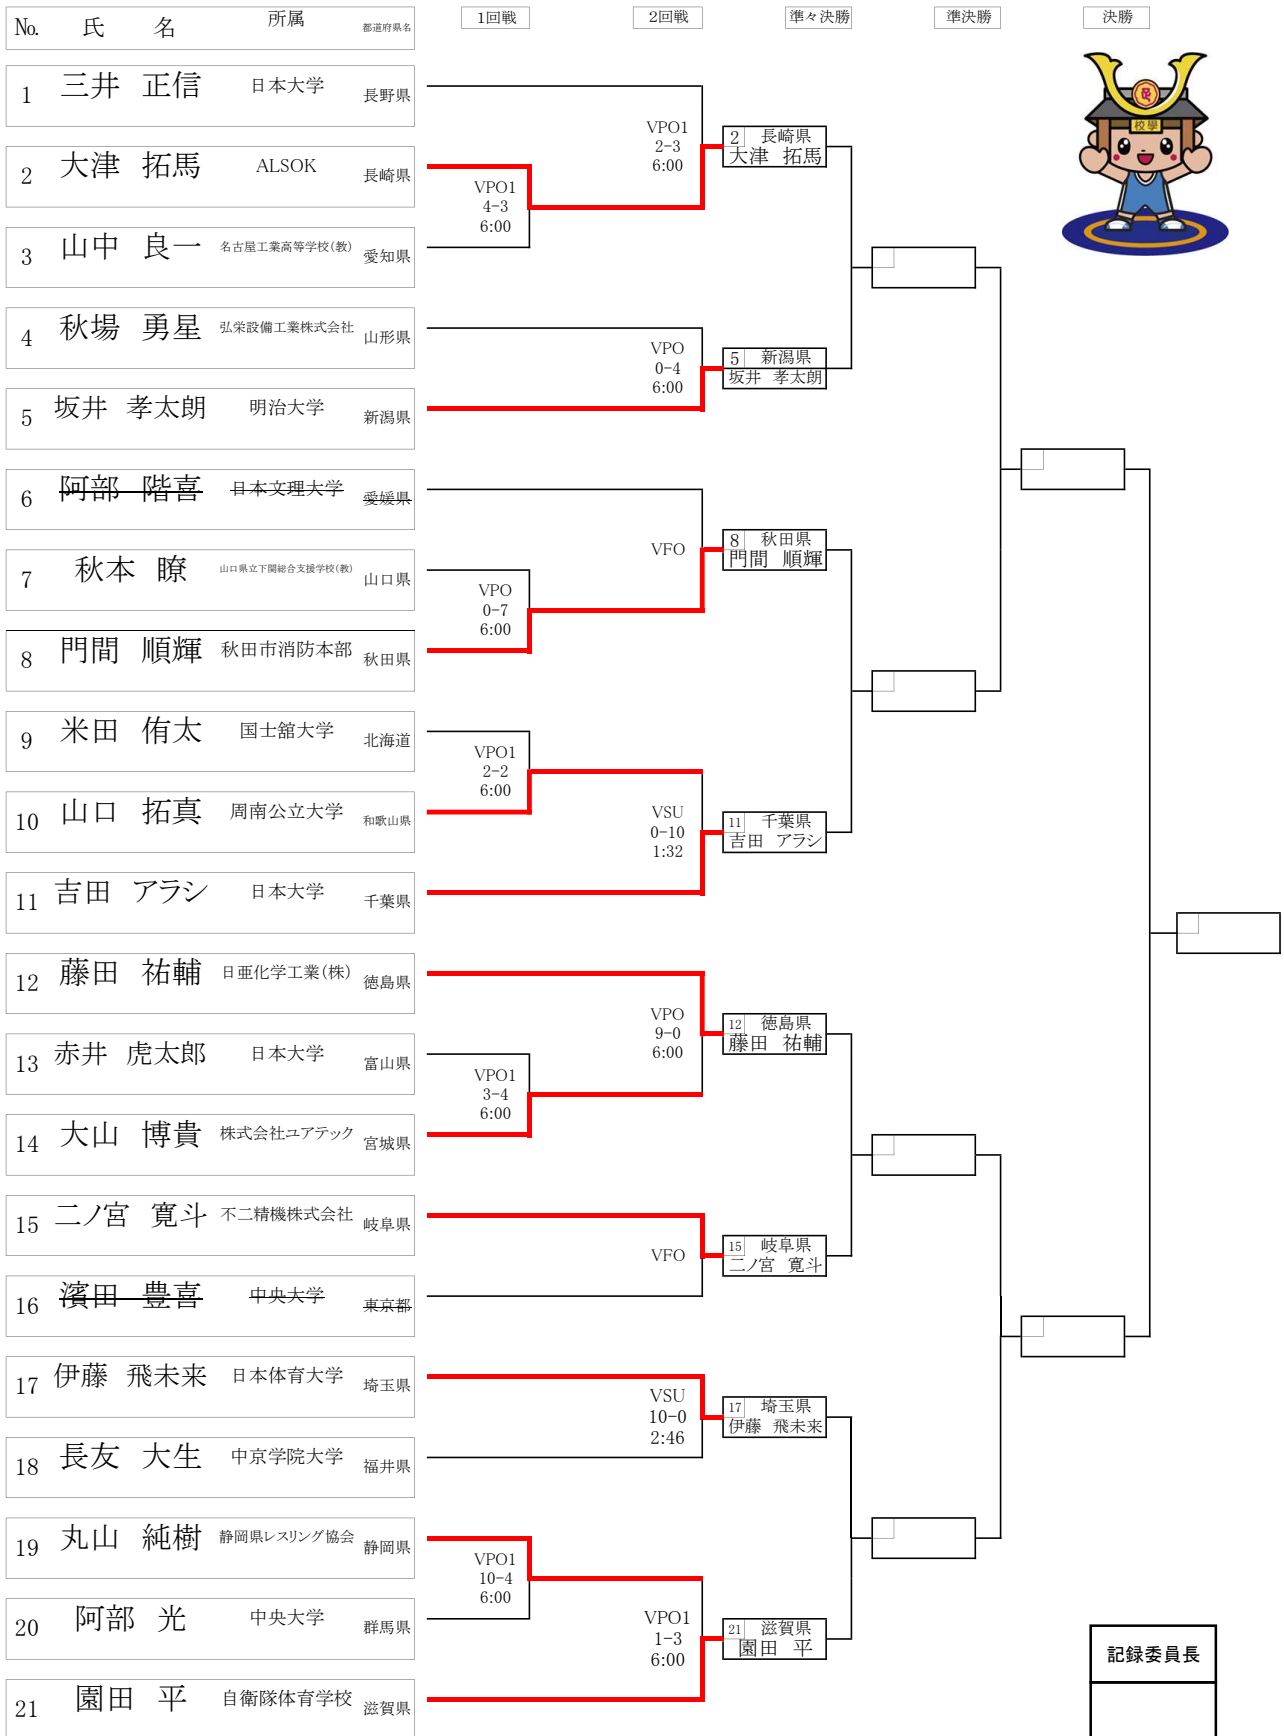 No. 氏 名 所属 都道府県名 1回戦 2回戦 準々決勝 準決勝 決勝
校學
1 三井 正信 日本大学 長野県
2 大津 拓馬 ALSOK 長崎県
3 山中 良一 名古屋工業高等学校(教) 愛知県
4 秋場 勇星 弘栄設備工業株式会社 山形県
5 坂井 孝太朗 明治大学 新潟県
6 阿部 階喜 日本文理大学 愛媛県
7 秋本 瞭 山口県立下関総合支援学校(教) 山口県
8 門間 順輝 秋田市消防本部 秋田県
9 米田 侑太 国士舘大学 北海道
10 山口 拓真 周南公立大学 和歌山県
11 吉田 アラシ 日本大学 千葉県
12 藤田 祐輔 日亜化学工業(株) 徳島県
13 赤井 虎太郎 日本大学 富山県
14 大山 博貴 株式会社ユアテック 宮城県
15 二ノ宮 寛斗 不二精機株式会社 岐阜県
16 濱田 豊喜 中央大学 東京都
17 伊藤 飛未来 日本体育大学 埼玉県
18 長友 大生 中京学院大学 福井県
19 丸山 純樹 静岡県レスリング協会 静岡県
20 阿部 光 中央大学 群馬県
21 園田 平 自衛隊体育学校 滋賀県
VPO1
4-3
6:00
VPO
0-7
6:00
VPO1
2-2
6:00
VPO1
3-4
6:00
VPO1
10-4
6:00
VPO1
2-3
6:00
VPO
0-4
6:00
VFO
VSU
0-10
1:32
VPO
9-0
6:00
VFO
VSU
10-0
2:46
VPO1
1-3
6:00
2 長崎県
大津 拓馬
5 新潟県
坂井 孝太朗
8 秋田県
門間 順輝
11 千葉県
吉田 アラシ
12 徳島県
藤田 祐輔
15 岐阜県
二ノ宮 寛斗
17 埼玉県
伊藤 飛未来
21 滋賀県
園田 平
記録委員長